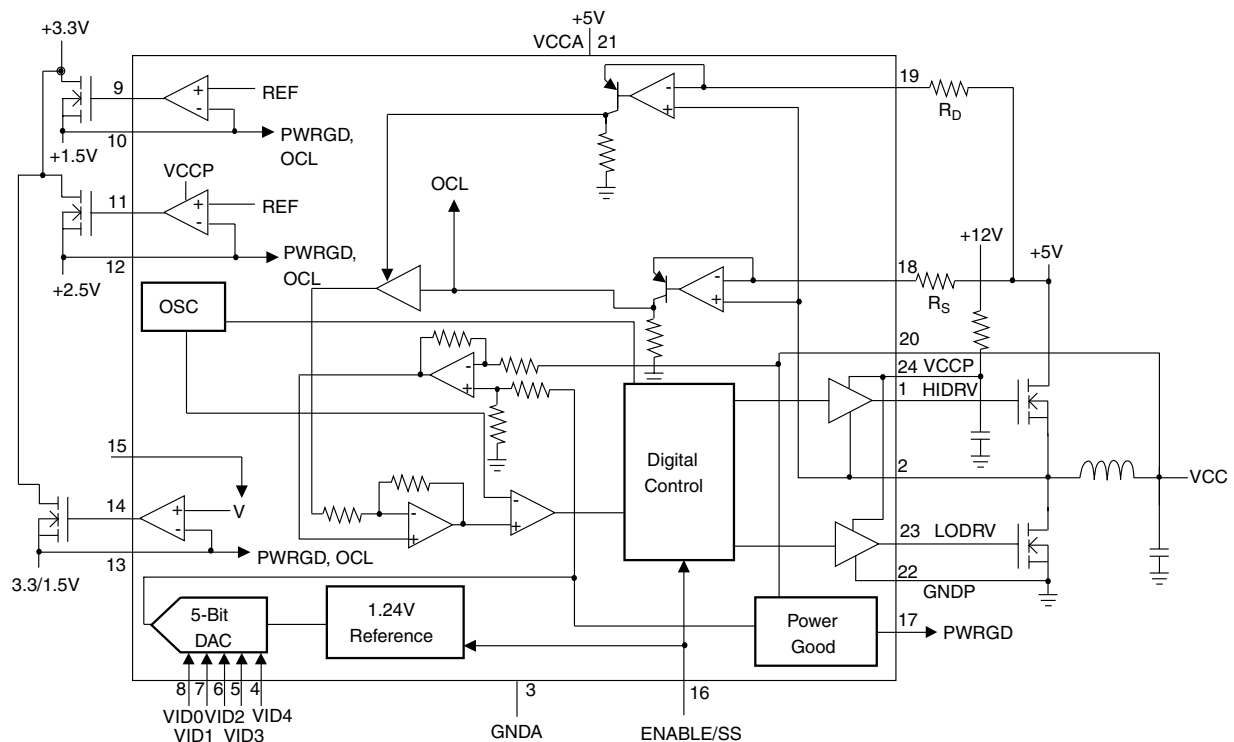 +5V
VCCA 21
+3.3V
9
REF
10
PWRGD,
OCL
+1.5V
VCCP
11
REF
12
PWRGD,
OCL
+2.5V
OCL
19
RD
18
RS
+12V
+5V
OSC
20
24 VCCP
1 HIDRV
2
VCC
Digital
Control
15
V
14
13
PWRGD, OCL
3.3/1.5V
23 LODRV
22
GNDP
5-Bit
DAC
1.24V
Reference
Power
Good
17
PWRGD
8 7 6 5 4
VID0 VID2 VID4
VID1 VID3
3
GNDA
16
ENABLE/SS
+
-
+
-
+
-
-
+
-
+
-
+
-
+
-
+